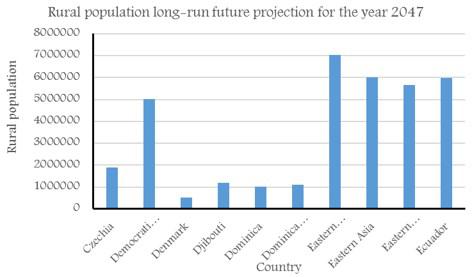 Rural population long-run future projection for the year 2047
Rural population
8000000
7000000
6000000
5000000
4000000
3000000
2000000
1000000
0
Czechia
Democrati...
Denmark
Djibouti
Dominica
Dominica...
Eastern...
Eastern Asia
Eastern...
Ecuador
Country